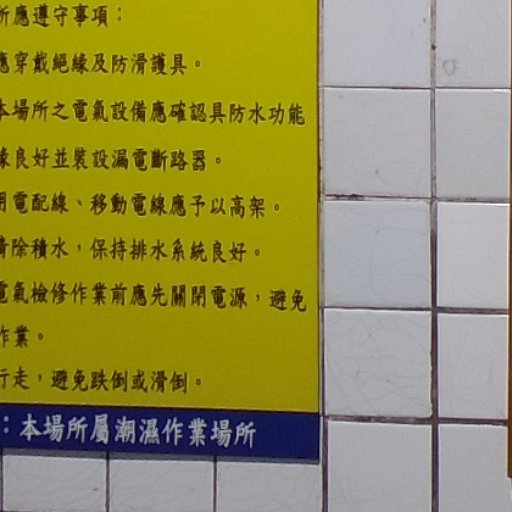 所應遵守事項：
應穿戴絕緣及防滑護具。
本場所之電氣設備應確認具防水功能
緣良好並裝設漏電斷路器。
用電配線、移動電線應予以高架。
清除積水，保持排水系統良好。
電氣檢修作業前應先關閉電源，避免
作業。
行走，避免跌倒或滑倒。
：本場所屬潮濕作業場所